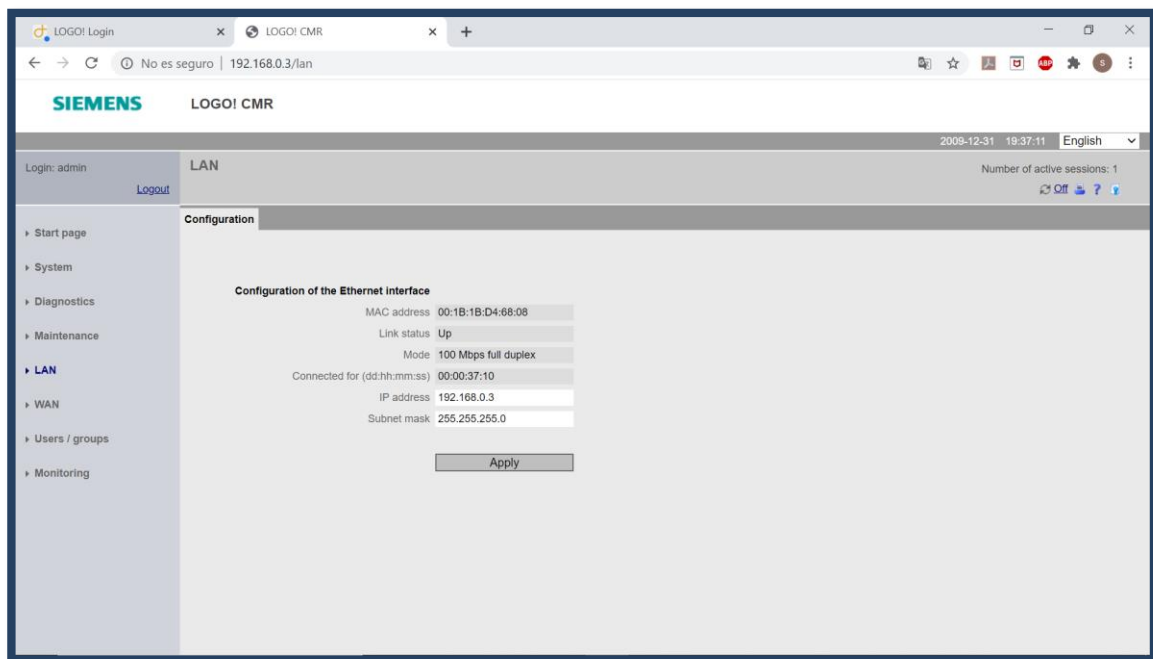 LOGO! Login
LOGO! CMR
No es seguro | 192.168.0.3/lan
ABP
S
SIEMENS LOGO! CMR
2009-12-31 19:37:11 English
Login: admin
Logout
LAN
Number of active sessions: 1
Off ?
Configuration
Start page
System
Diagnostics
Maintenance
LAN
WAN
Users / groups
Monitoring
Configuration of the Ethernet interface
MAC address 00:1B:1B:D4:68:08
Link status Up
Mode 100 Mbps full duplex
Connected for (dd:hh:mm:ss) 00:00:37:10
IP address 192.168.0.3
Subnet mask 255.255.255.0
Apply